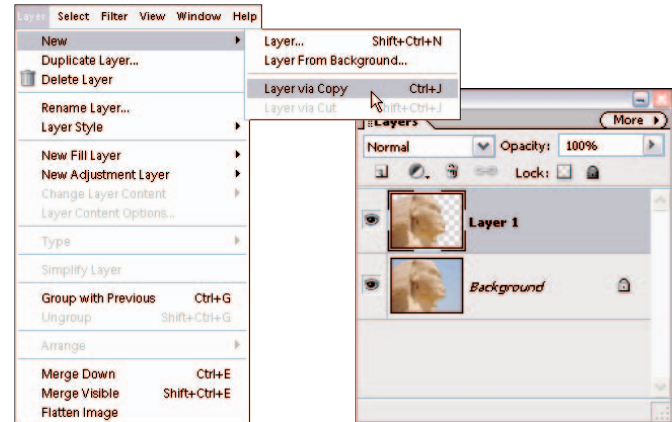 Layer Select Filter View Window Help
New
Duplicate Layer...
Delete Layer
Rename Layer...
Layer Style
New Fill Layer
New Adjustment Layer
Change Layer Content
Layer Content Options...
Type
Simplify Layer
Group with Previous Ctrl+G
Ungroup Shift+Ctrl+G
Arrange
Merge Down Ctrl+E
Merge Visible Shift+Ctrl+E
Flatten Image
Layer... Shift+Ctrl+N
Layer From Background...
Layer via Copy Ctrl+J
Layer via Cut Shift+Ctrl+J
Layers More
Normal Opacity: 100%
Lock:
Layer 1
Background